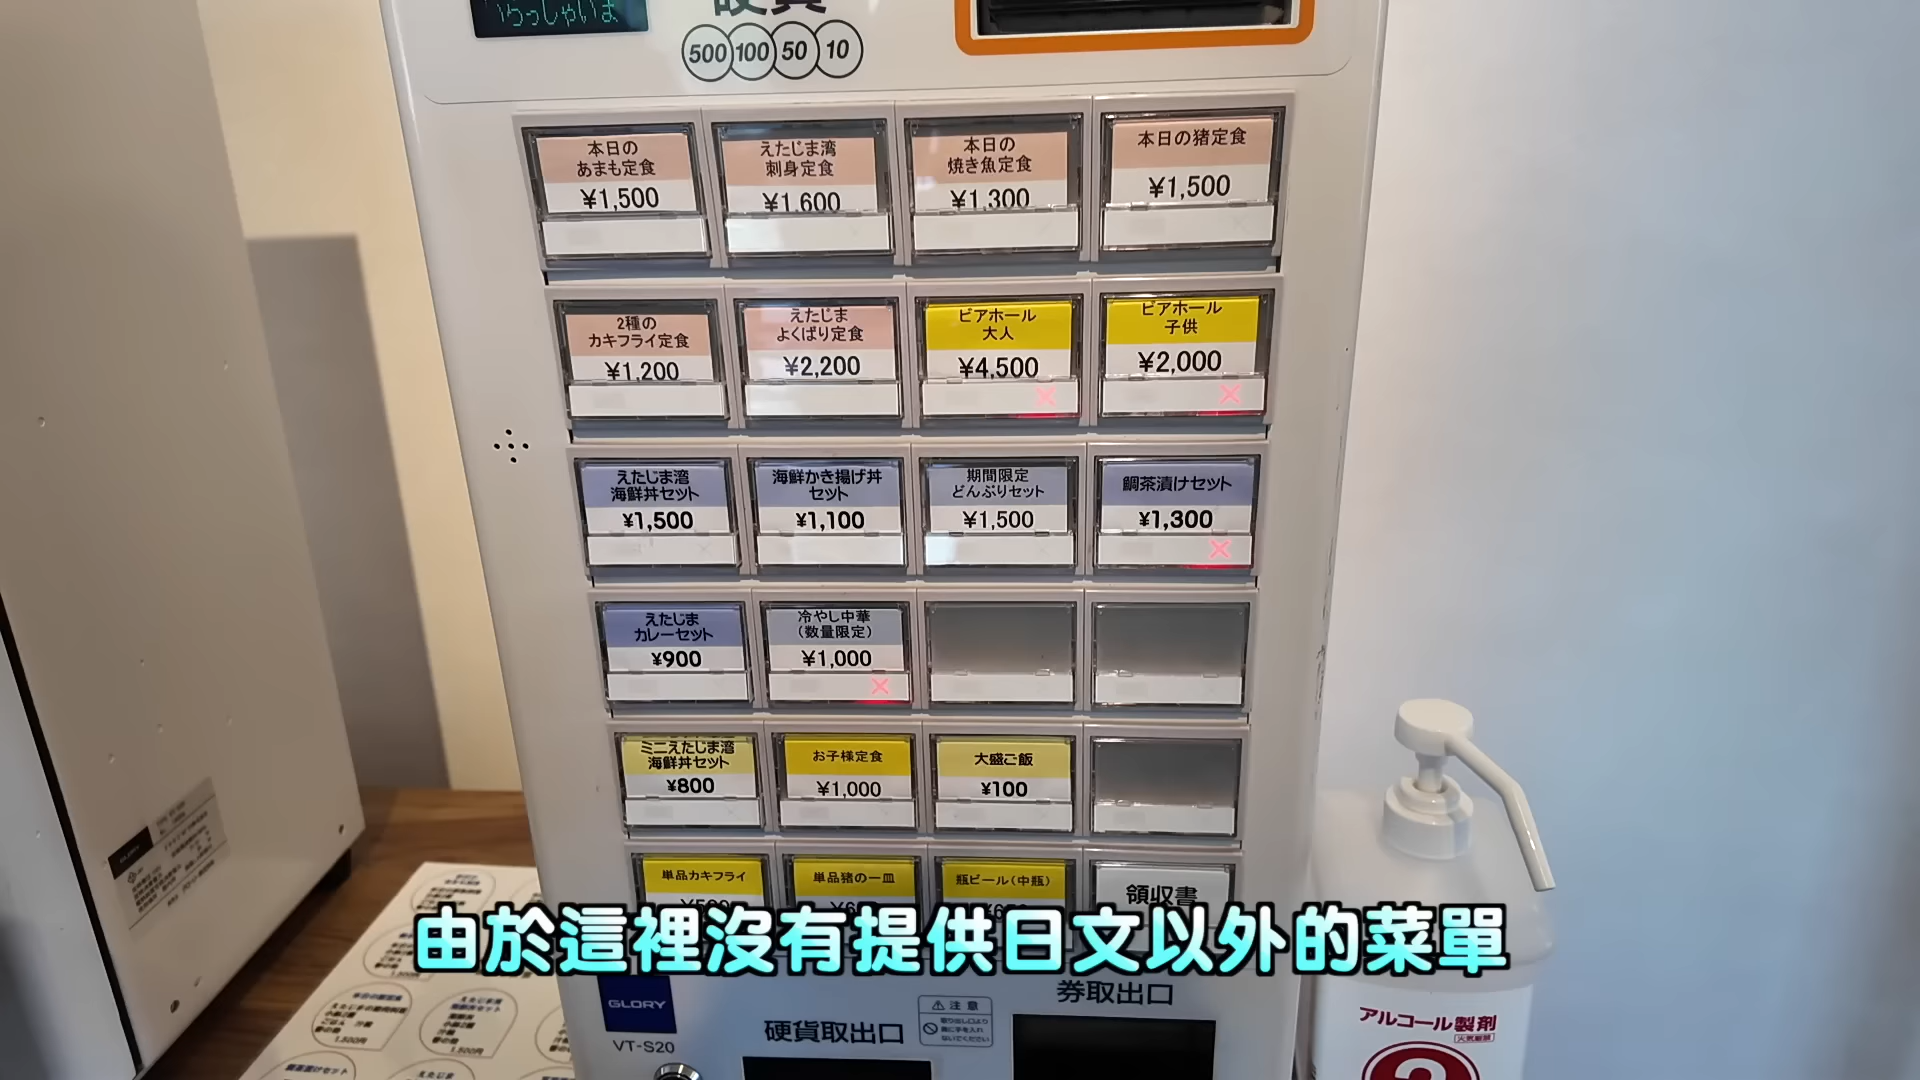 いらっしゃいま
硬貨
500 100 50 10
本日の
あまも定食
¥1,500
えたじま湾
刺身定食
¥1,600
本日の
焼き魚定食
¥1,300
本日の猪定食
¥1,500
2種の
カキフライ定食
¥1,200
えたじま
よくばり定食
¥2,200
ビアホール
大人
¥4,500
ビアホール
子供
¥2,000
えたじま湾
海鮮丼セット
¥1,500
海鮮かき揚げ丼
セット
¥1,100
期間限定
どんぶりセット
¥1,500
鯛茶漬けセット
¥1,300
えたじま
カレーセット
¥900
冷やし中華
（数量限定）
¥1,000
ミニえたじま湾
海鮮丼セット
¥800
お子様定食
¥1,000
大盛ご飯
¥100
単品カキフライ
単品猪の一皿
瓶ビール（中瓶）
領収書
由於這裡沒有提供日文以外的菜單
GLORY
VT-S20
硬貨取出口
注意
券取出口
アルコール製剤
火気厳禁